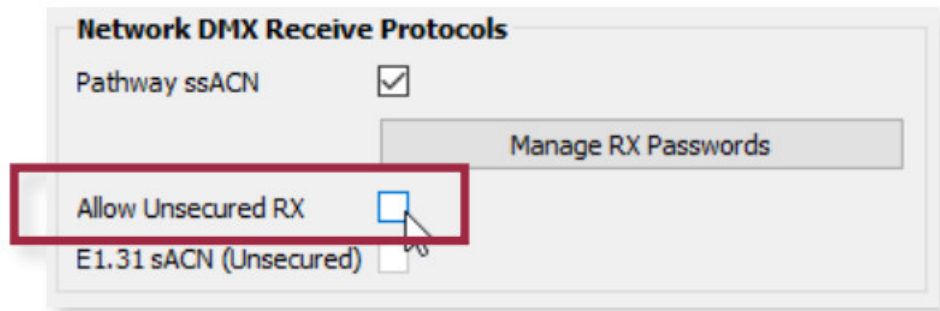 Network DMX Receive Protocols
Pathway ssACN
Manage RX Passwords
Allow Unsecured RX
E1.31 sACN (Unsecured)